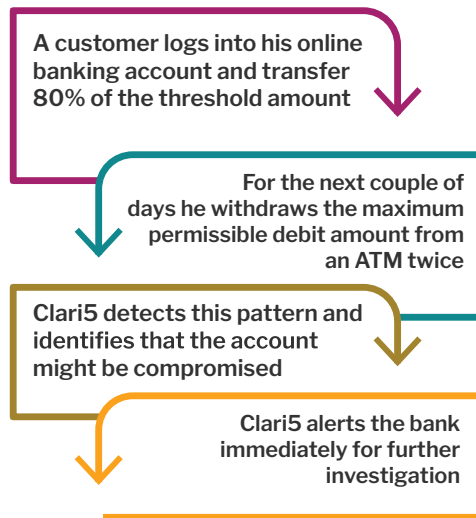 A customer logs into his online
banking account and transfer
80% of the threshold amount
For the next couple of
days he withdraws the maximum
permissible debit amount from
an ATM twice
Clari5 detects this pattern and
identifies that the account
might be compromised
Clari5 alerts the bank
immediately for further
investigation